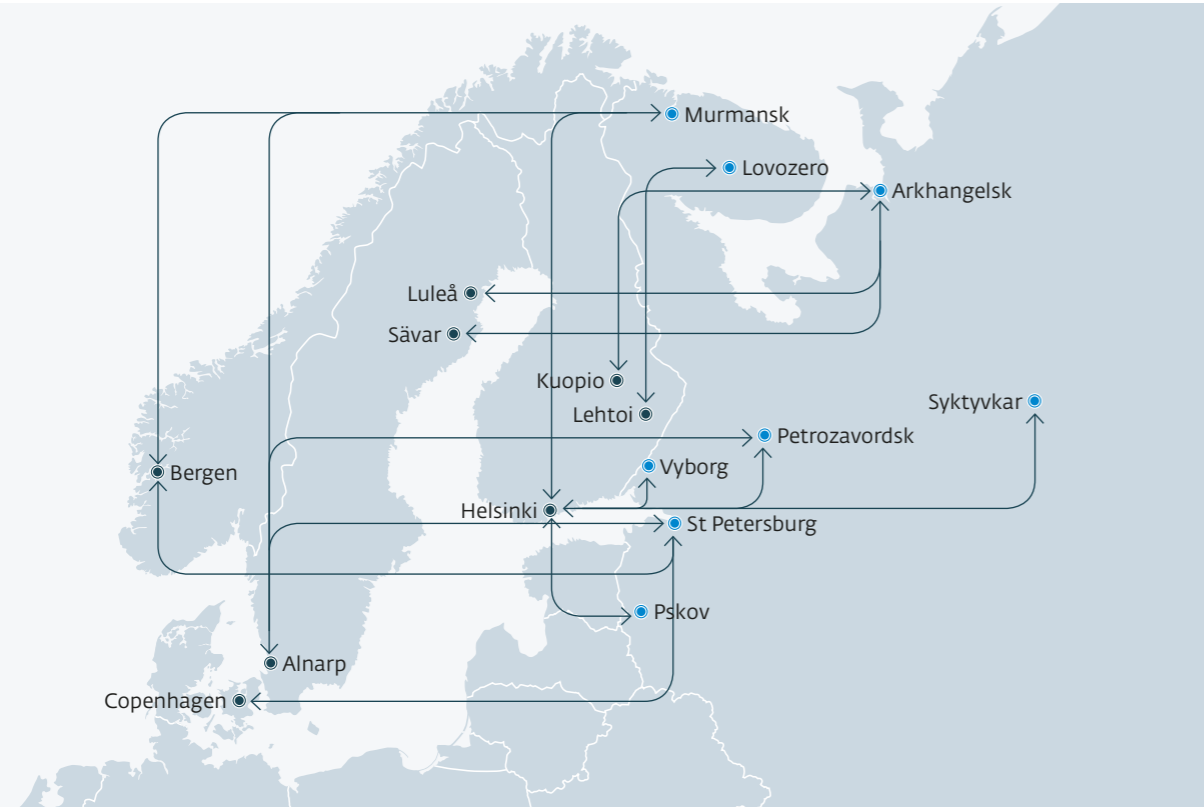 Murmansk
Lovozero
Arkhangelsk
Luleå
Sävar
Kuopio
Syktyvkar
Lehtoi
Petrozavordsk
Vyborg
Bergen
Helsinki
St Petersburg
Pskov
Alnarp
Copenhagen